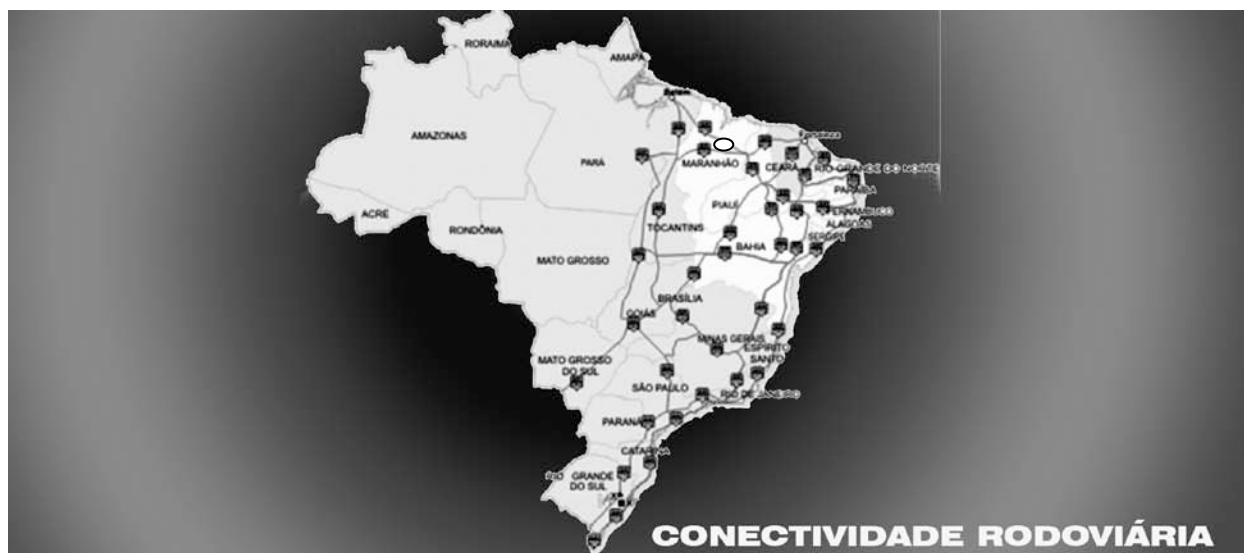 RORAIMA
AMAPÁ
Belém
AMAZONAS
PARÁ
MARANHÃO
Fortaleza
CEARÁ
RIO GRANDE DO NORTE
PARAÍBA
PIAUÍ
PERNAMBUCO
ALAGOAS
SERGIPE
ACRE
RONDÔNIA
TOCANTINS
BAHIA
MATO GROSSO
BRASÍLIA
GOIÁS
MINAS GERAIS
ESPÍRITO
SANTO
MATO GROSSO
DO SUL
SÃO PAULO
RIO DE JANEIRO
PARANÁ
CATARINA
RIO GRANDE
DO SUL
CONECTIVIDADE RODOVIÁRIA